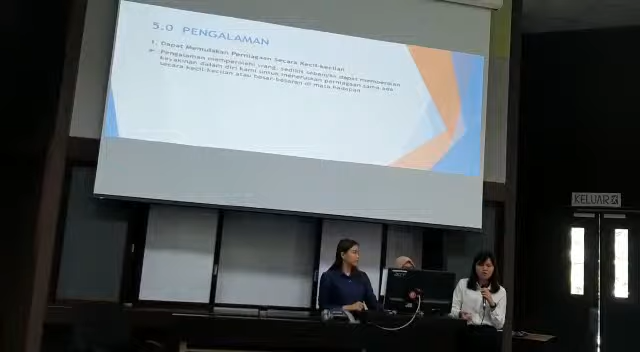 5.0 PENGALAMAN
1. Dapat Memulakan Perniagaan Secara Kecil-kecilan
Pengalaman memperolehi wang sedikit sebanyak dapat memberikan
keyakinan dalam diri kami untuk meneruskan perniagaan sama ada
secara kecil-kecilan atau besar-besaran di masa hadapan
KELUAR
acer